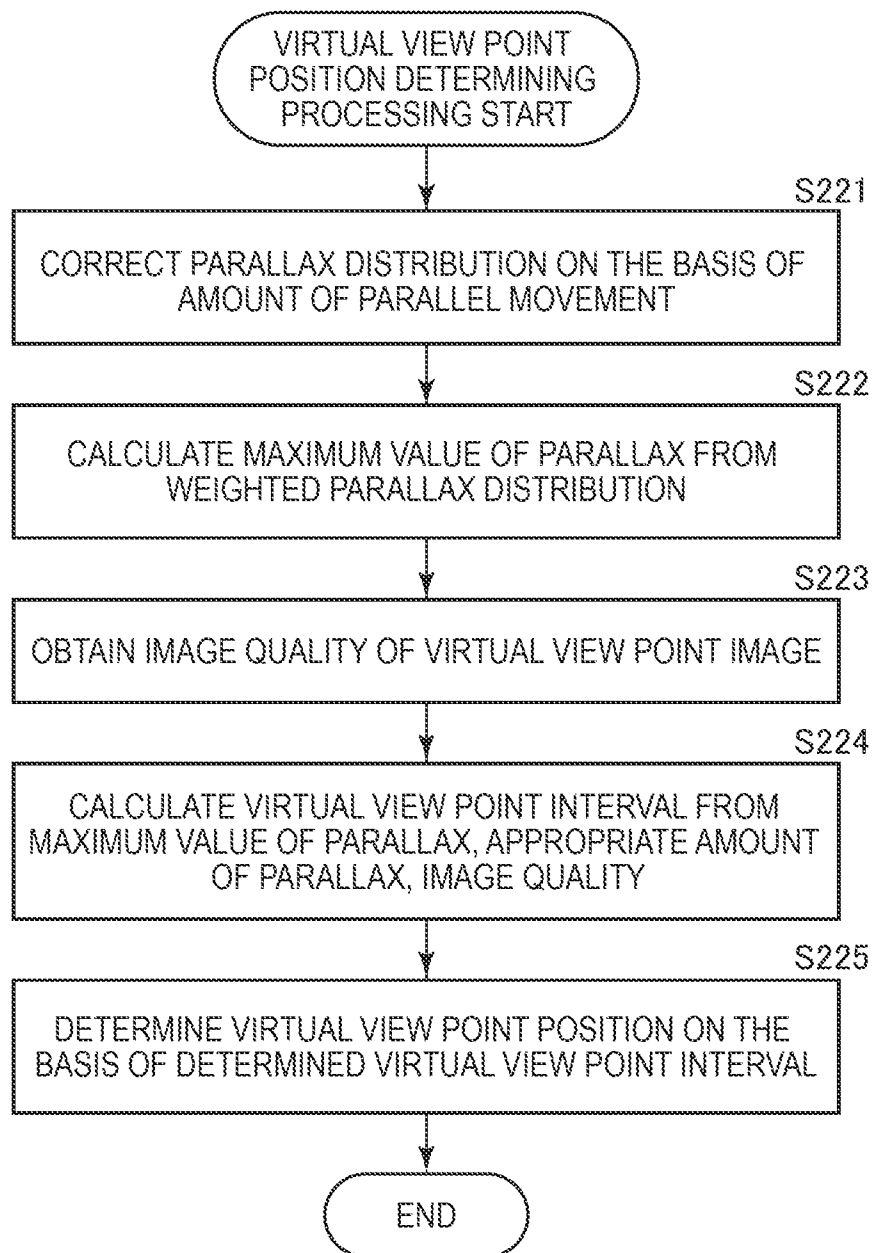 VIRTUAL VIEW POINT
POSITION DETERMINING
PROCESSING START
S221
CORRECT PARALLAX DISTRIBUTION ON THE BASIS OF
AMOUNT OF PARALLEL MOVEMENT
S222
CALCULATE MAXIMUM VALUE OF PARALLAX FROM
WEIGHTED PARALLAX DISTRIBUTION
S223
OBTAIN IMAGE QUALITY OF VIRTUAL VIEW POINT IMAGE
S224
CALCULATE VIRTUAL VIEW POINT INTERVAL FROM
MAXIMUM VALUE OF PARALLAX, APPROPRIATE AMOUNT
OF PARALLAX, IMAGE QUALITY
S225
DETERMINE VIRTUAL VIEW POINT POSITION ON THE
BASIS OF DETERMINED VIRTUAL VIEW POINT INTERVAL
END